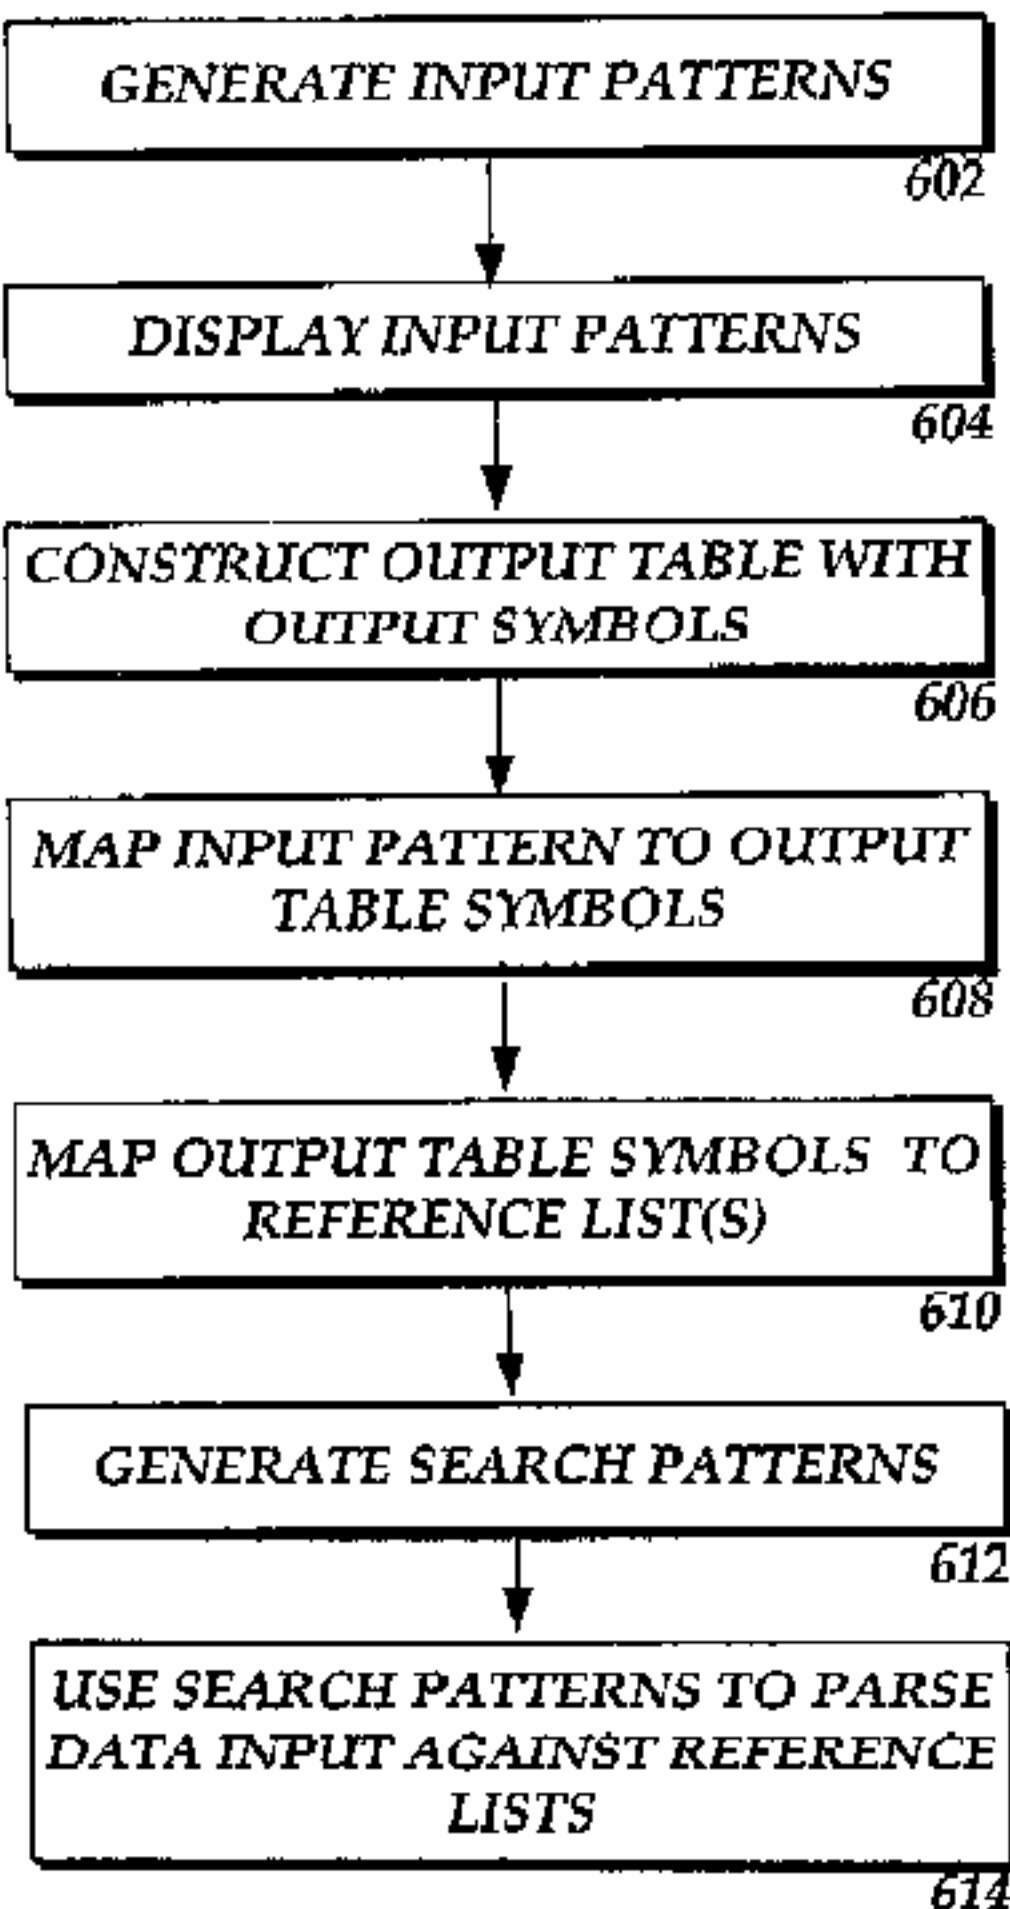 GENERATE INPUT PATTERNS
602
DISPLAY INPUT PATTERNS
604
CONSTRUCT OUTPUT TABLE WITH
OUTPUT SYMBOLS
606
MAP INPUT PATTERN TO OUTPUT
TABLE SYMBOLS
608
MAP OUTPUT TABLE SYMBOLS TO
REFERENCE LIST(S)
610
GENERATE SEARCH PATTERNS
612
USE SEARCH PATTERNS TO PARSE
DATA INPUT AGAINST REFERENCE
LISTS
614